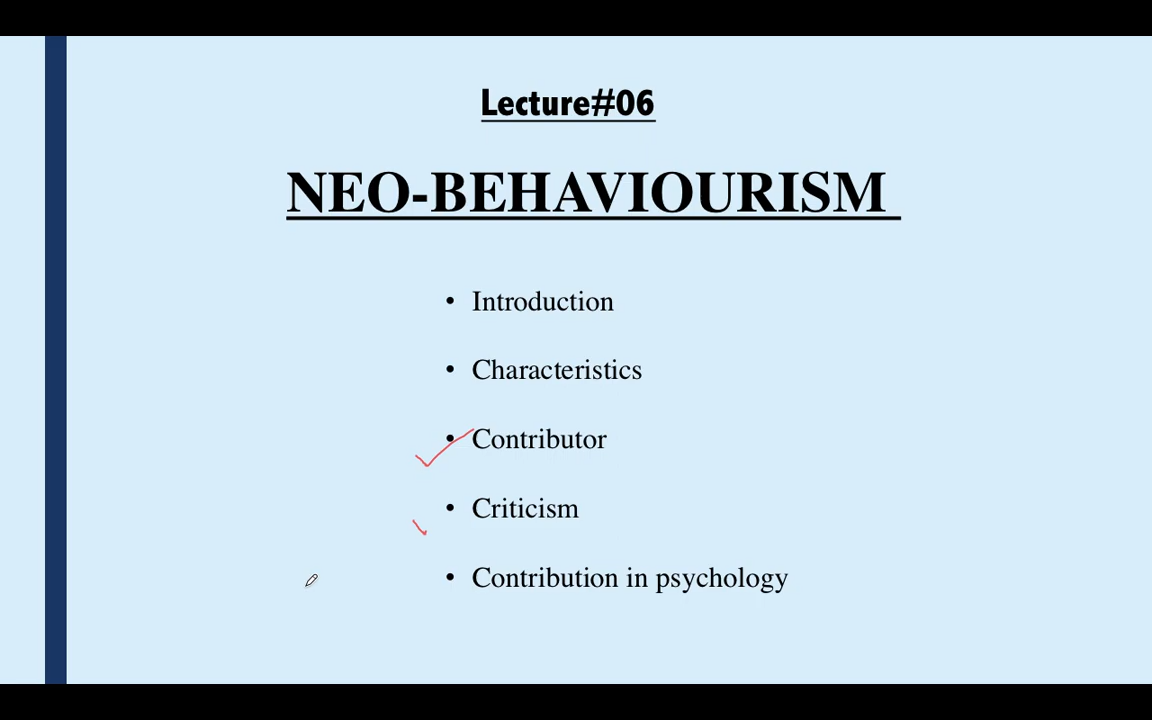 Lecture#06
NEO-BEHAVIOURISM
• Introduction
• Characteristics
• Contributor
• Criticism
• Contribution in psychology